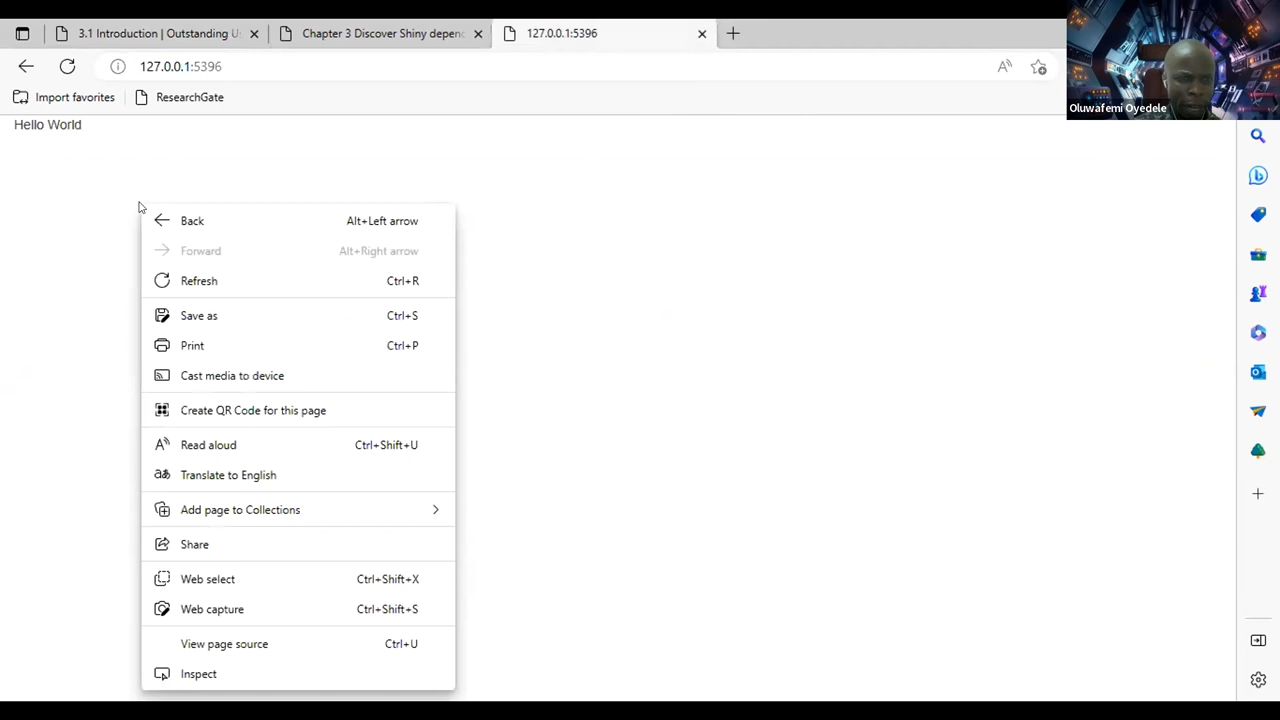 3.1 Introduction | Outstanding U
Chapter 3 Discover Shiny depend
127.0.0.1:5396
127.0.0.1:5396
Import favorites
ResearchGate
Oluwafemi Oyedele
Hello World
Back Alt+Left arrow
Forward Alt+Right arrow
Refresh Ctrl+R
Save as Ctrl+S
Print Ctrl+P
Cast media to device
Create QR Code for this page
Read aloud Ctrl+Shift+U
Translate to English
Add page to Collections
Share
Web select Ctrl+Shift+X
Web capture Ctrl+Shift+S
View page source Ctrl+U
Inspect